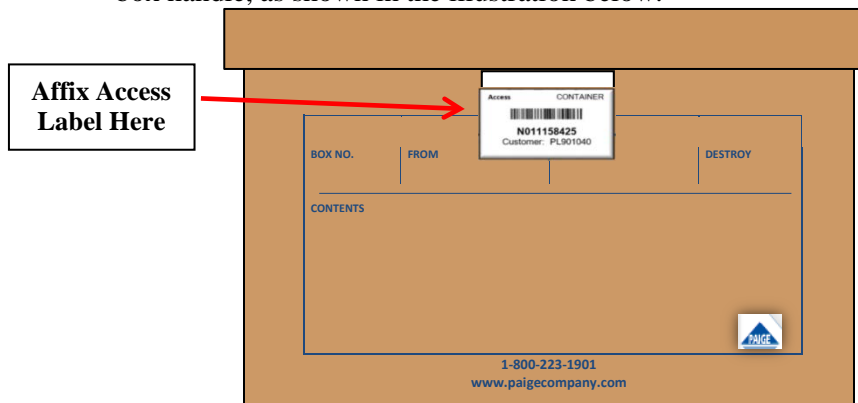 Affix Access
Label Here
Access CONTAINER
N011158425
Customer: PL901040
BOX NO. FROM DESTROY
CONTENTS
PAIGE
1-800-223-1901
www.paigecompany.com